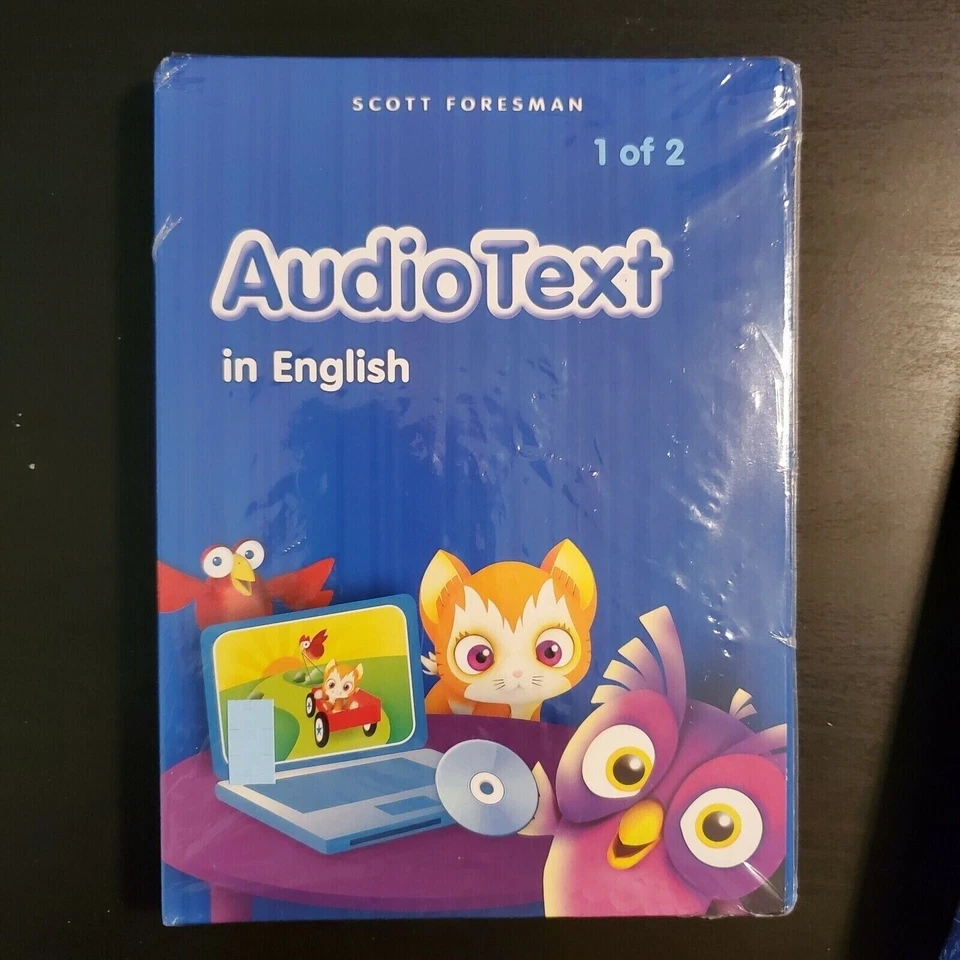 SCOTT FORESMAN
1 of 2
AudioText
in English